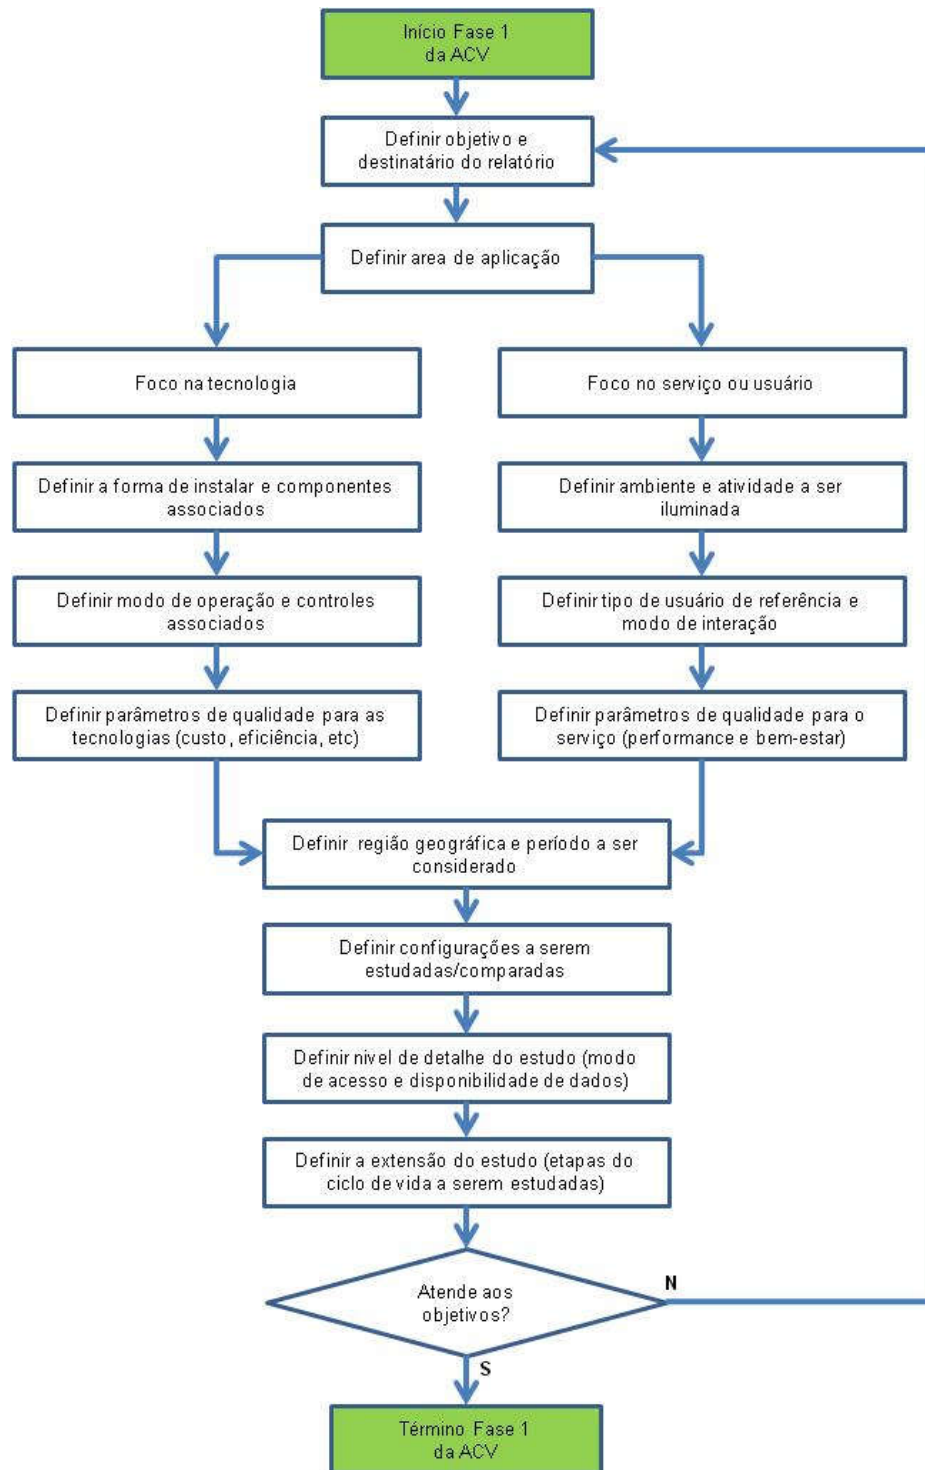 Início Fase 1
da ACV
Definir objetivo e
destinatário do relatório
Definir area de aplicação
Foco na tecnologia
Foco no serviço ou usuário
Definir a forma de instalar e componentes
associados
Definir ambiente e atividade a ser
iluminada
Definir modo de operação e controles
associados
Definir tipo de usuário de referência e
modo de interação
Definir parâmetros de qualidade para as
tecnologias (custo, eficiência, etc)
Definir parâmetros de qualidade para o
serviço (performance e bem-estar)
Definir região geográfica e período a ser
considerado
Definir configurações a serem
estudadas/comparadas
Definir nivel de detalhe do estudo (modo
de acesso e disponibilidade de dados)
Definir a extensão do estudo (etapas do
ciclo de vida a serem estudadas)
Atende aos
objetivos?
N
S
Término Fase 1
da ACV